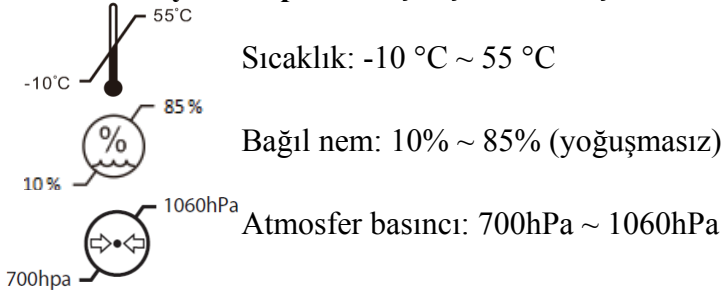 55°C
Sıcaklık: -10 °C ~ 55 °C
-10°C
85 %
%
Bağıl nem: 10% ~ 85% (yoğuşmasız)
10 %
1060hPa
Atmosfer basıncı: 700hPa ~ 1060hPa
700hpa